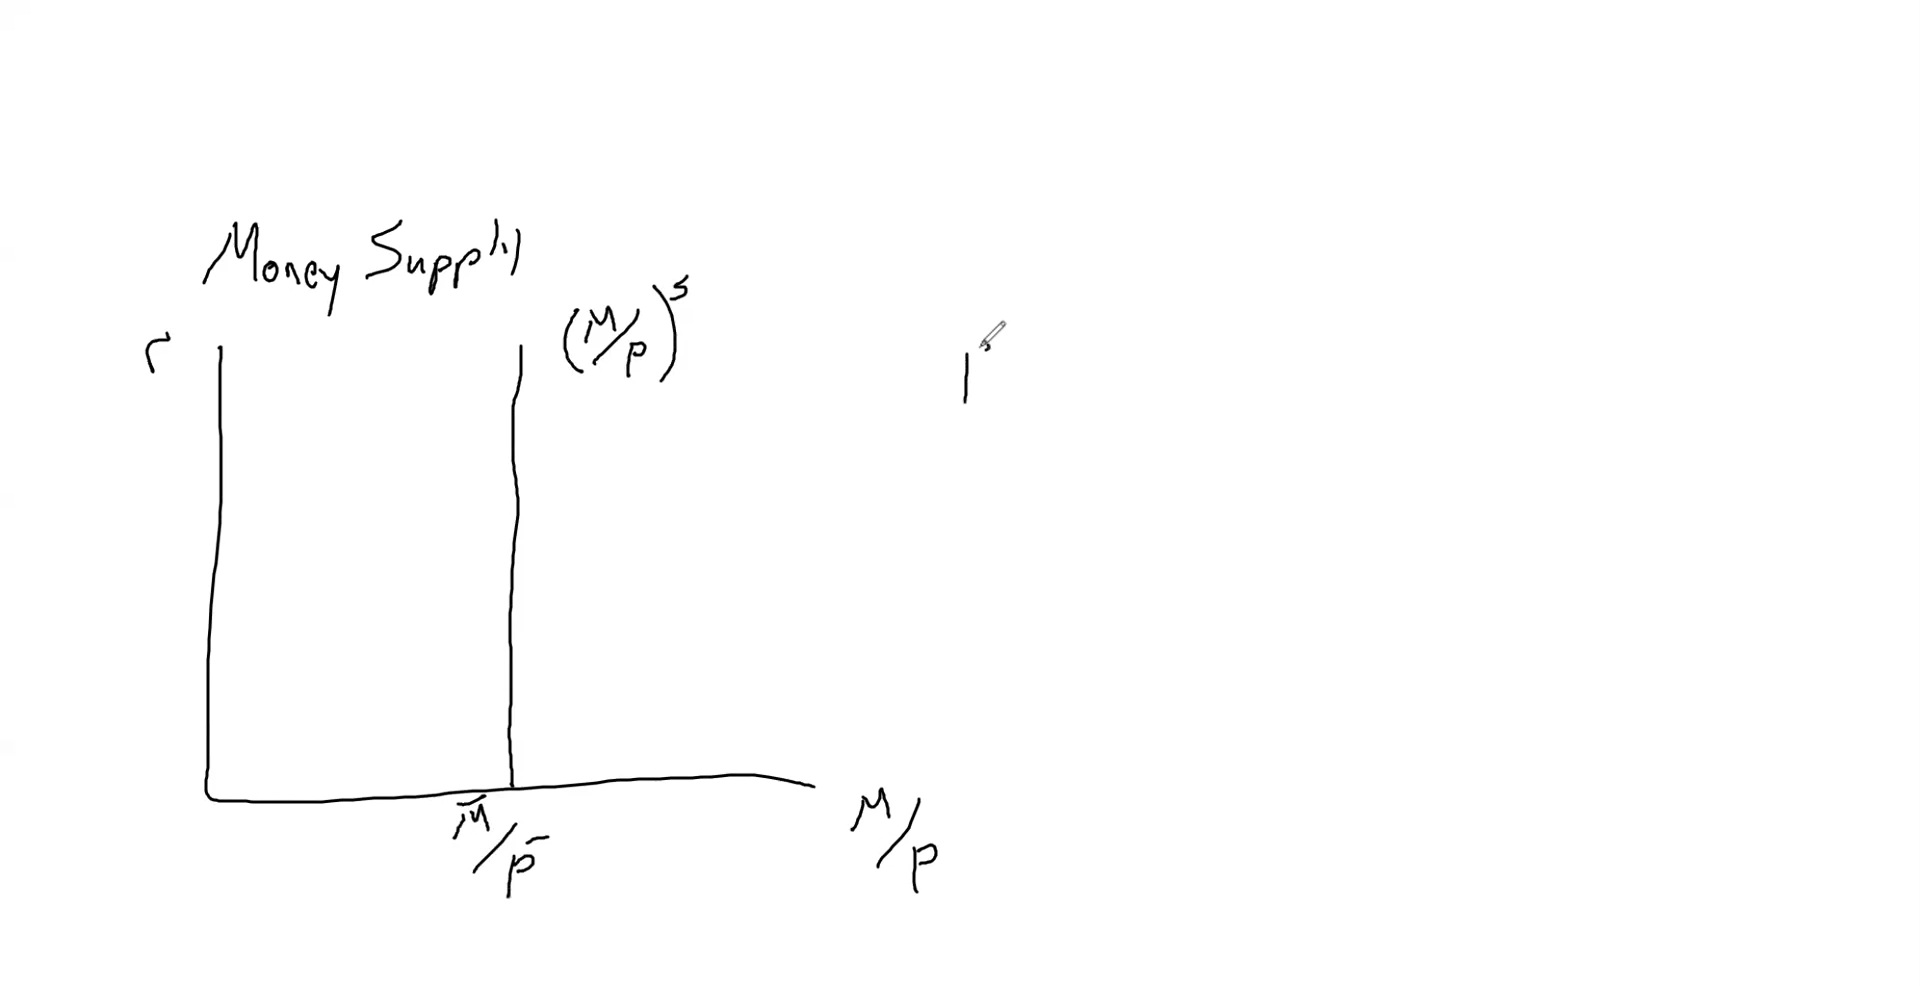 Money Supply
r
(M/P)^s
M̄/P̄
M/P